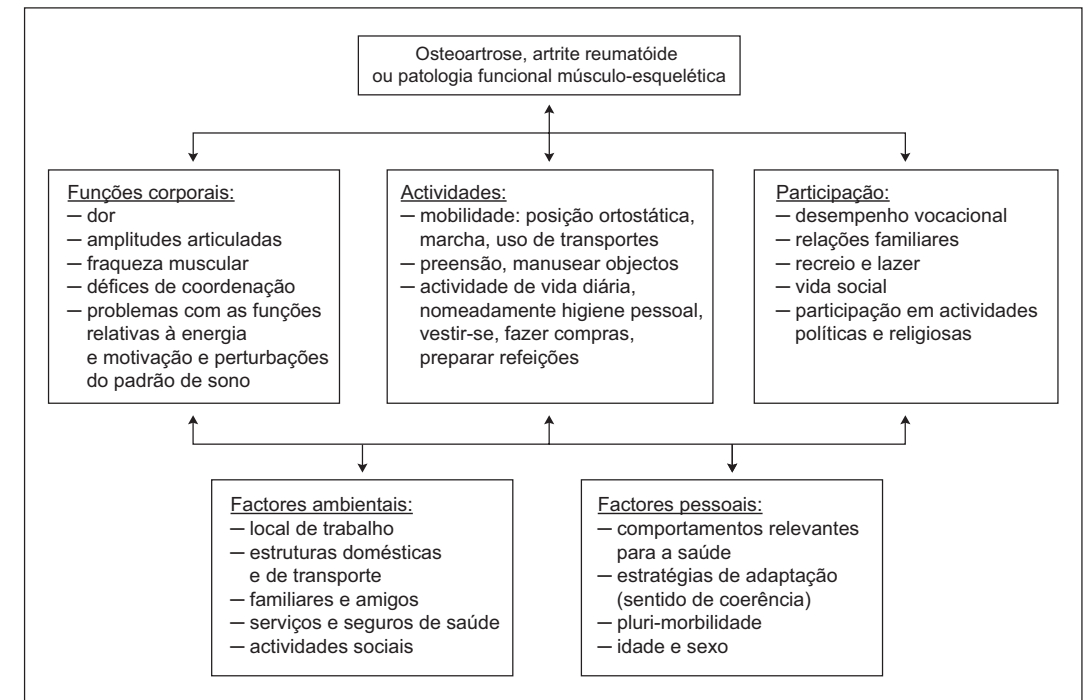 Osteoartrose, artrite reumatóide
ou patologia funcional músculo-esquelética
Funções corporais:
— dor
— amplitudes articuladas
— fraqueza muscular
— défices de coordenação
— problemas com as funções
relativas à energia
e motivação e perturbações
do padrão de sono
Actividades:
— mobilidade: posição ortostática,
marcha, uso de transportes
— preensão, manusear objectos
— actividade de vida diária,
nomeadamente higiene pessoal,
vestir-se, fazer compras,
preparar refeições
Participação:
— desempenho vocacional
— relações familiares
— recreio e lazer
— vida social
— participação em actividades
políticas e religiosas
Factores ambientais:
— local de trabalho
— estruturas domésticas
e de transporte
— familiares e amigos
— serviços e seguros de saúde
— actividades sociais
Factores pessoais:
— comportamentos relevantes
para a saúde
— estratégias de adaptação
(sentido de coerência)
— pluri-morbilidade
— idade e sexo